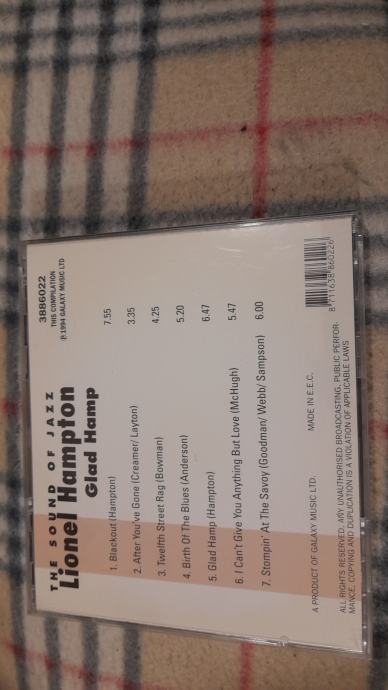 THE SOUND OF JAZZ
Lionel Hampton
Glad Hamp
3886022
THIS COMPILATION
℗ 1994 GALAXY MUSIC LTD
1. Blackout (Hampton) 7.55
2. After You've Gone (Creamer/ Layton) 3.35
3. Twelfth Street Rag (Bowman) 4.25
4. Birth Of The Blues (Anderson) 5.20
5. Glad Hamp (Hampton) 6.47
6. I Can't Give You Anything But Love (McHugh) 5.47
7. Stompin' At The Savoy (Goodman/ Webb/ Sampson) 6.00
A PRODUCT OF GALAXY MUSIC LTD. MADE IN E.E.C.
ALL RIGHTS RESERVED. ANY UNAUTHORISED BROADCASTING, PUBLIC PERFOR-
MANCE, COPYING AND DUPLICATION IS A VIOLATION OF APPLICABLE LAWS
8 711638 860226